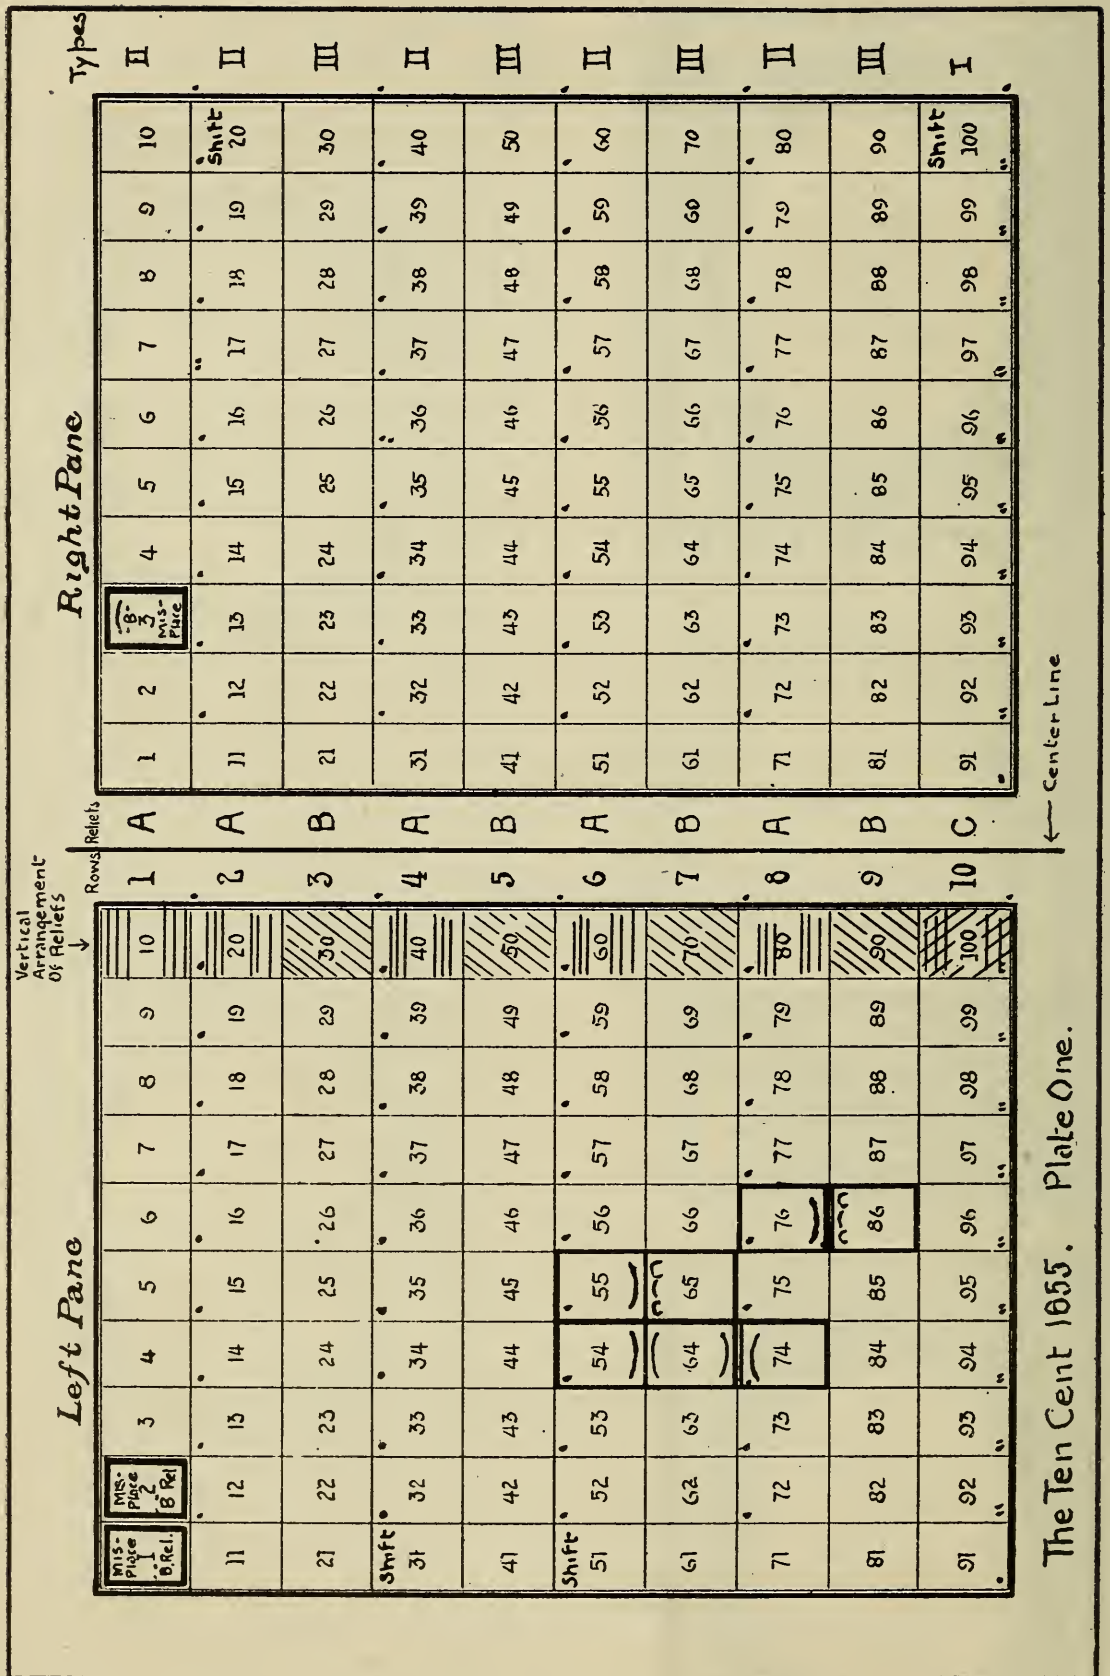 Left Pane
Right Pane
Vertical
Arrangement
Of Reliefs
Rows Reliefs
Types
Mis-
Place
1
B.Rel.
Mis-
Place
2
B Rel
3 4 5 6 7 8 9 10 1 A 1 2
B-
3
Mis-
Place
4 5 6 7 8 9 10 II
11 12 13 14 15 16 17 18 19 20 2 A 11 12 13 14 15 16 17 18 19 Shift 20 II
21 22 23 24 25 26 27 28 29 30 3 B 21 22 23 24 25 26 27 28 29 30 III
Shift 31 32 33 34 35 36 37 38 39 40 4 A 31 32 33 34 35 36 37 38 39 40 II
41 42 43 44 45 46 47 48 49 50 5 B 41 42 43 44 45 46 47 48 49 50 III
Shift 51 52 53 54 55 56 57 58 59 60 6 A 51 52 53 54 55 56 57 58 59 60 II
61 62 63 64 65 66 67 68 69 70 7 B 61 62 63 64 65 66 67 68 60 70 III
71 72 73 74 75 76 77 78 79 80 8 A 71 72 73 74 75 76 77 78 79 80 II
81 82 83 84 85 86 87 88 89 90 9 B 81 82 83 84 85 86 87 88 89 90 III
91 92 93 94 95 96 97 98 99 100 10 C 91 92 93 94 95 96 97 98 99 Shift 100 I
Center Line
The Ten Cent 1855. Plate One.